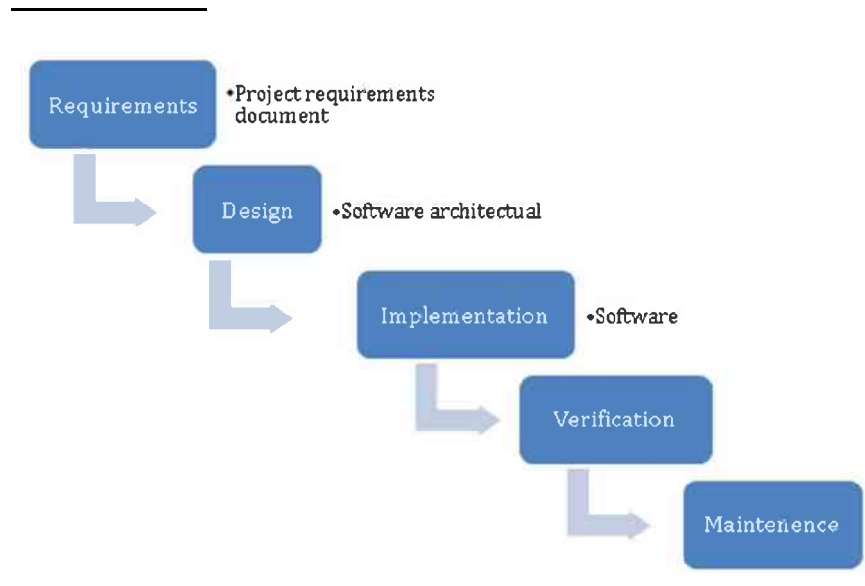 Requirements
•Project requirements
document
Design
•Software architectual
Implementation
•Software
Verification
Maintenence